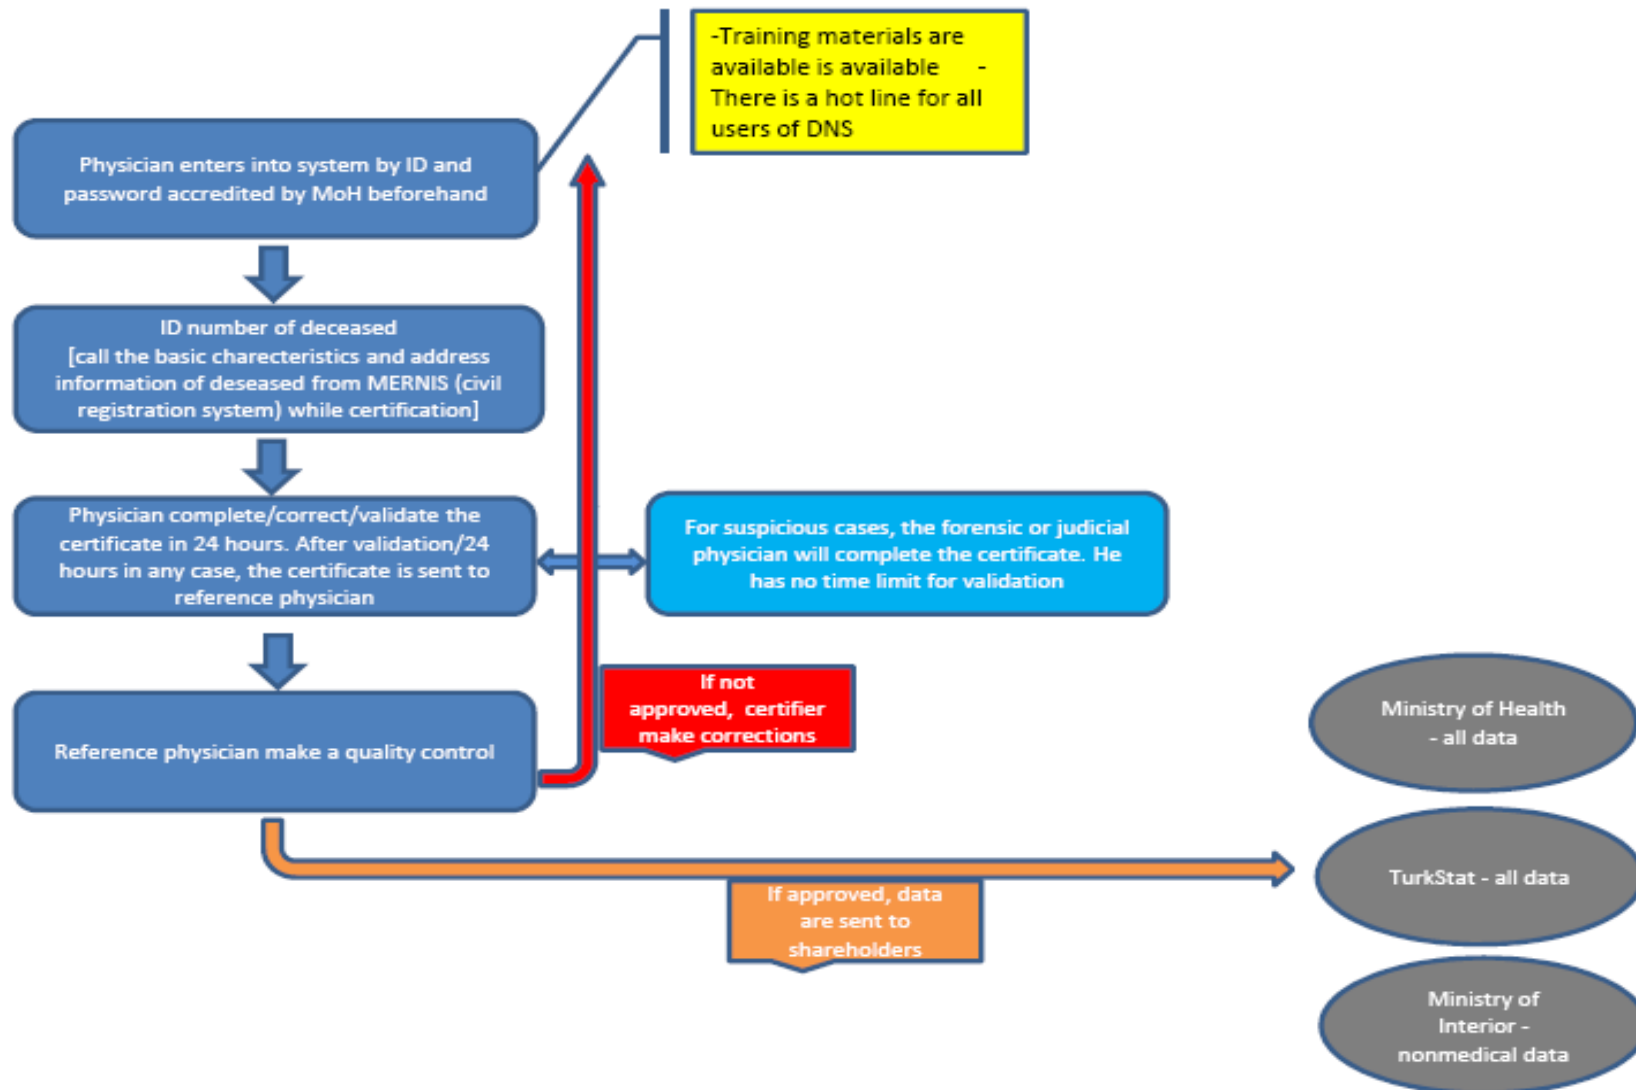 -Training materials are
available is available -
There is a hot line for all
users of DNS
Physician enters into system by ID and
password accredited by MoH beforehand
ID number of deceased
[call the basic charecteristics and address
information of deseased from MERNIS (civil
registration system) while certification]
Physician complete/correct/validate the
certificate in 24 hours. After validation/24
hours in any case, the certificate is sent to
reference physician
For suspicious cases, the forensic or judicial
physician will complete the certificate. He
has no time limit for validation
If not
approved, certifier
make corrections
Reference physician make a quality control
Ministry of Health
- all data
TurkStat - all data
If approved, data
are sent to
shareholders
Ministry of
Interior -
nonmedical data